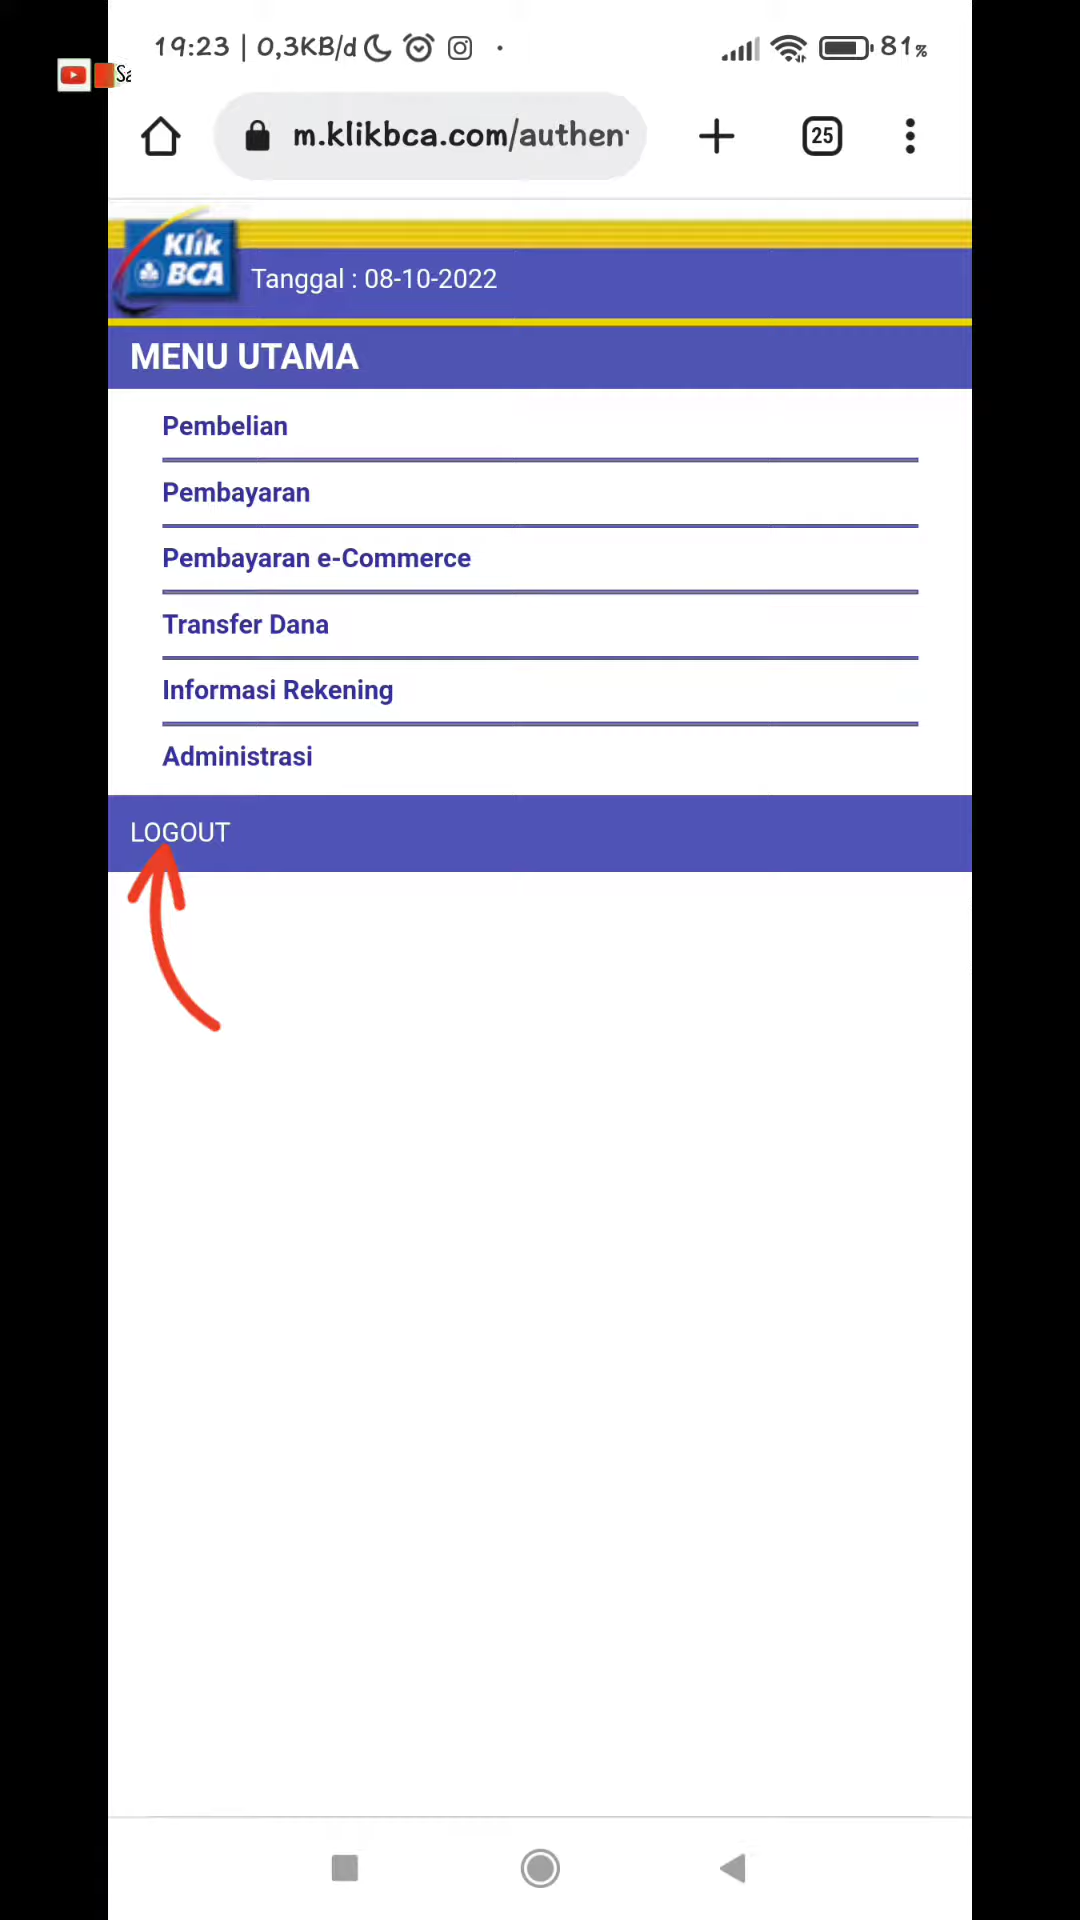 19:23 | 0,3KB/d
81%
Sa
m.klikbca.com/authen
25
Klik
BCA
Tanggal : 08-10-2022
MENU UTAMA
Pembelian
Pembayaran
Pembayaran e-Commerce
Transfer Dana
Informasi Rekening
Administrasi
LOGOUT